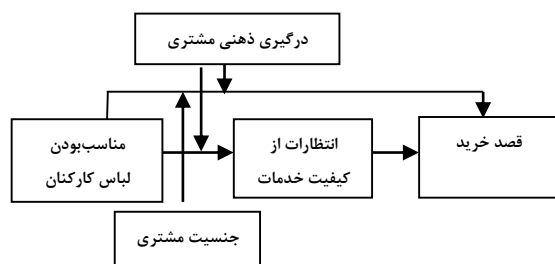 درگیری ذهنی مشتری
مناسب‌بودن
لباس کارکنان
انتظارات از
کیفیت خدمات
قصد خرید
جنسیت مشتری